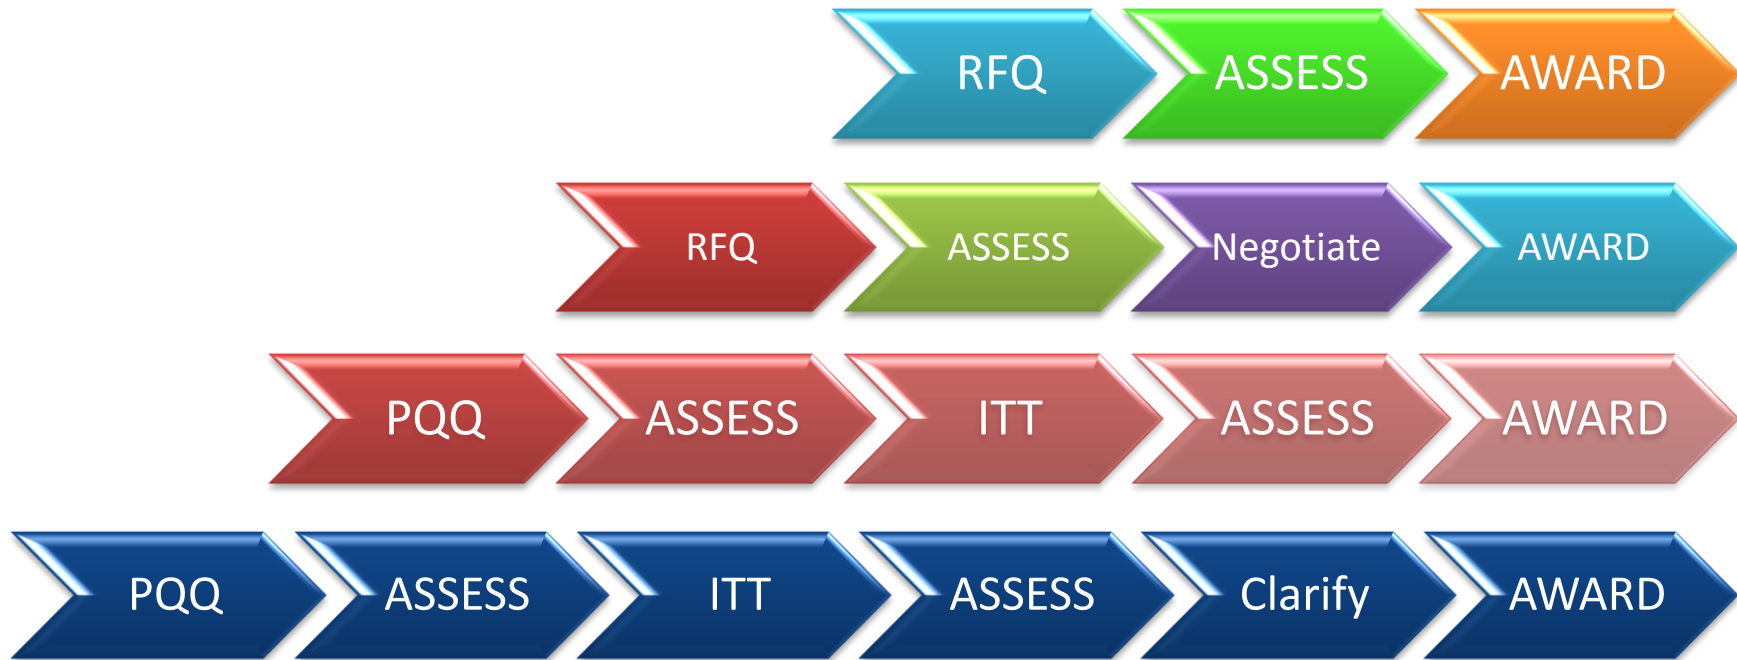 RFQ ASSESS AWARD
RFQ ASSESS Negotiate AWARD
PQQ ASSESS ITT ASSESS AWARD
PQQ ASSESS ITT ASSESS Clarify AWARD